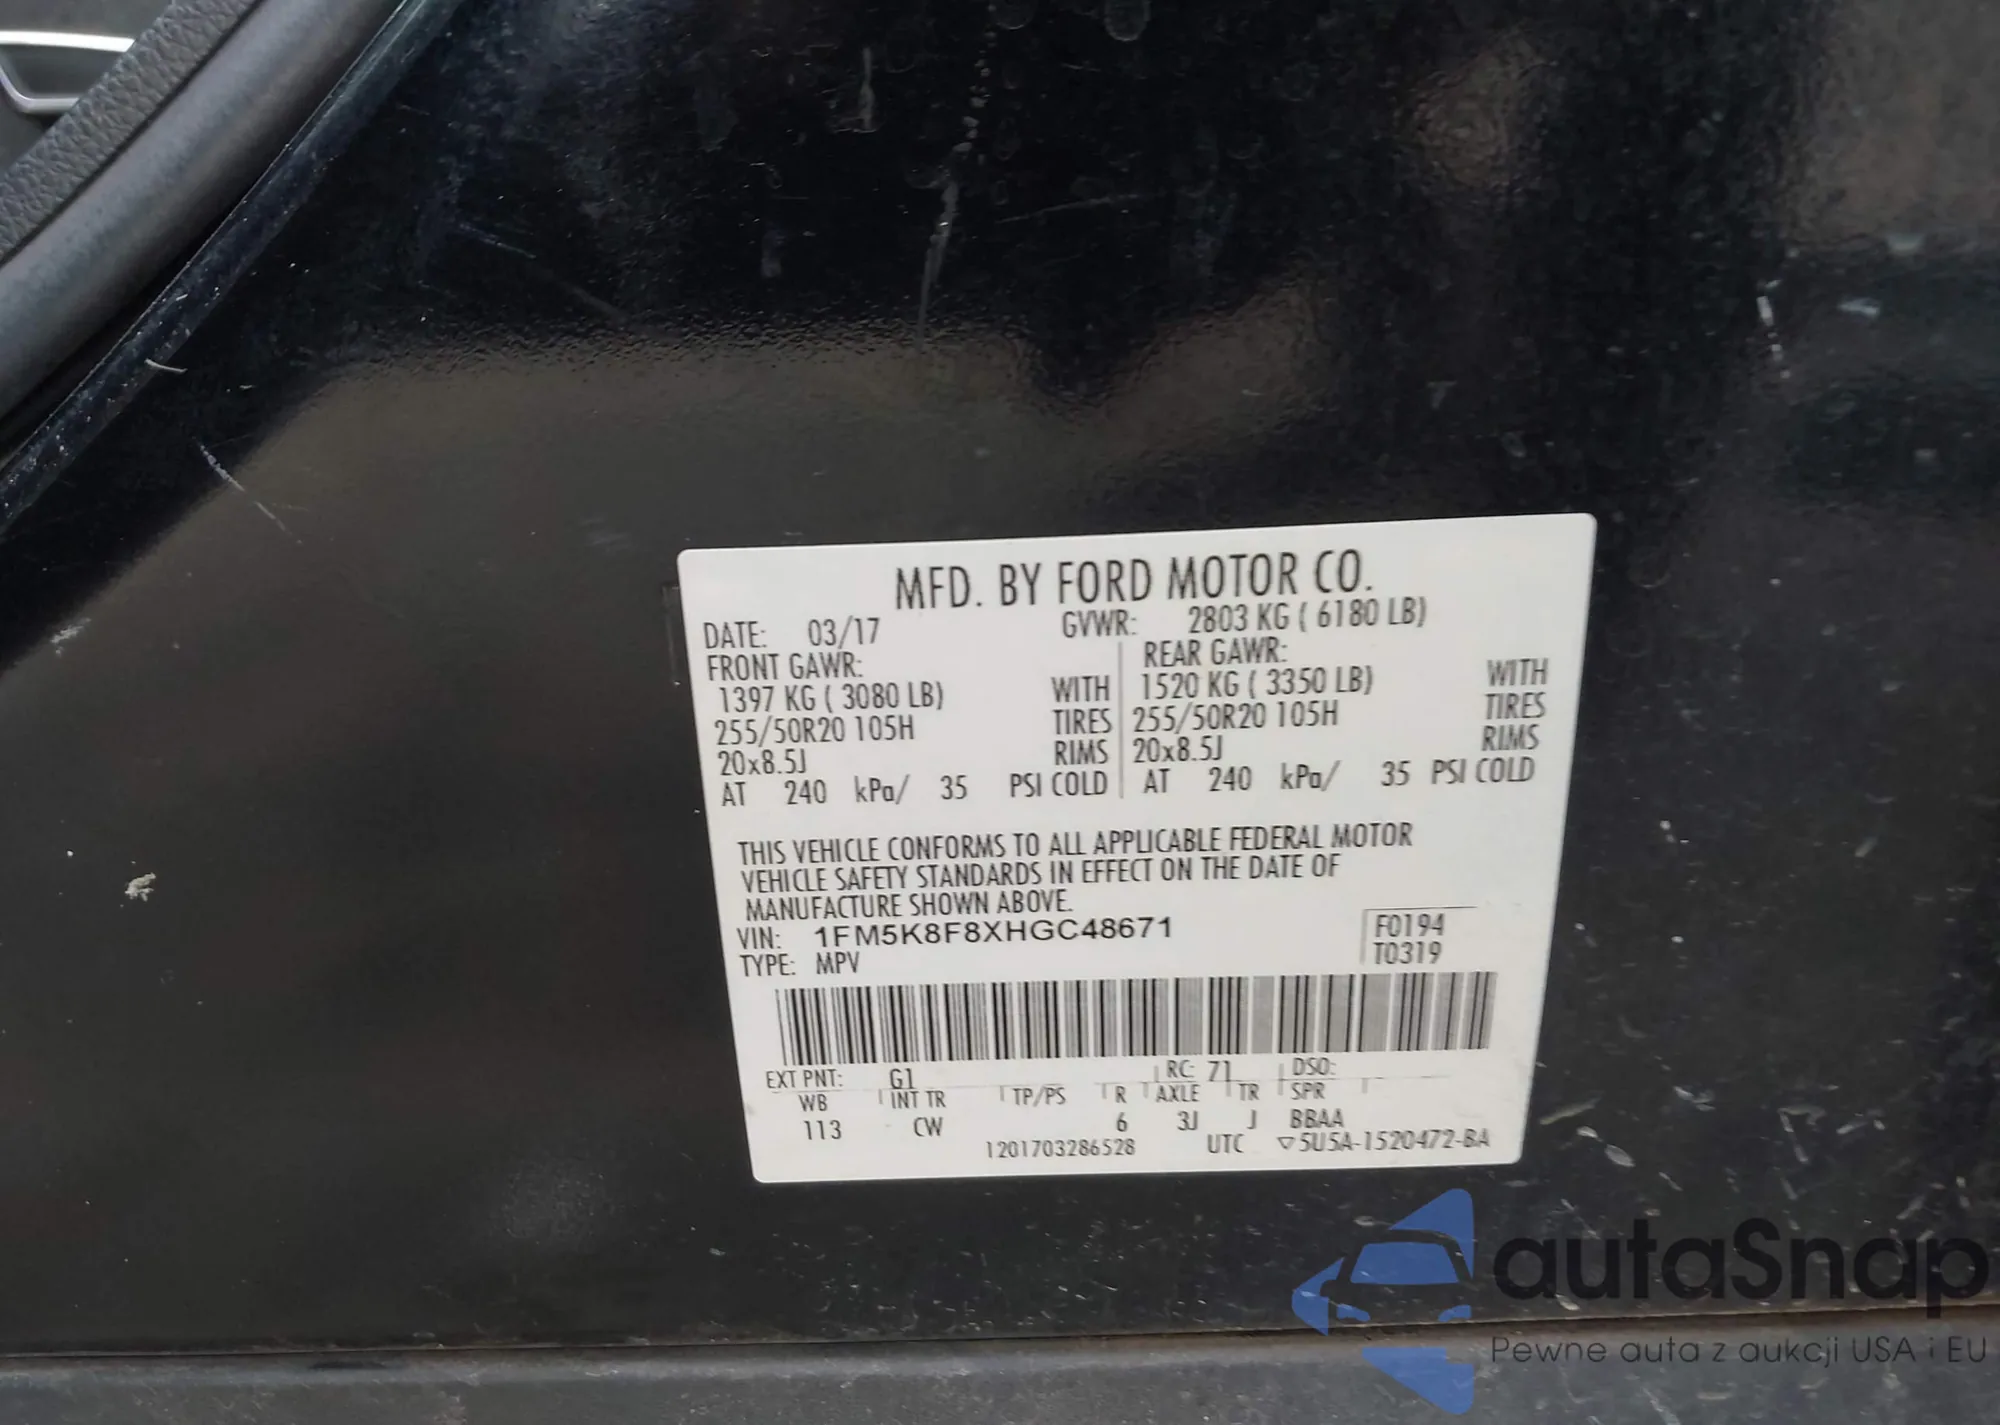 MFD. BY FORD MOTOR CO.
DATE: 03/17 GVWR: 2803 KG ( 6180 LB)
FRONT GAWR: REAR GAWR:
1397 KG ( 3080 LB) WITH 1520 KG ( 3350 LB) WITH
255/50R20 105H TIRES 255/50R20 105H TIRES
20x8.5J RIMS 20x8.5J RIMS
AT 240 kPa/ 35 PSI COLD AT 240 kPa/ 35 PSI COLD
THIS VEHICLE CONFORMS TO ALL APPLICABLE FEDERAL MOTOR
VEHICLE SAFETY STANDARDS IN EFFECT ON THE DATE OF
MANUFACTURE SHOWN ABOVE.
VIN: 1FM5K8F8XHGC48671 F0194
TYPE: MPV T0319
EXT PNT: G1 RC: 71 DSO:
WB INT TR TP/PS R AXLE TR SPR
113 CW 6 3J J BBAA
1201703286528 UTC ▽5U5A-1520472-BA
autaSnap
Pewne auta z aukcji USA i EU